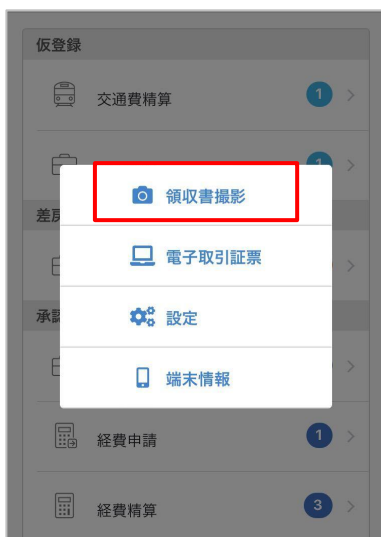 仮登録
交通費精算
1
1
領収書撮影
差戻
電子取引証票
承認
設定
端末情報
経費申請
1
経費精算
3